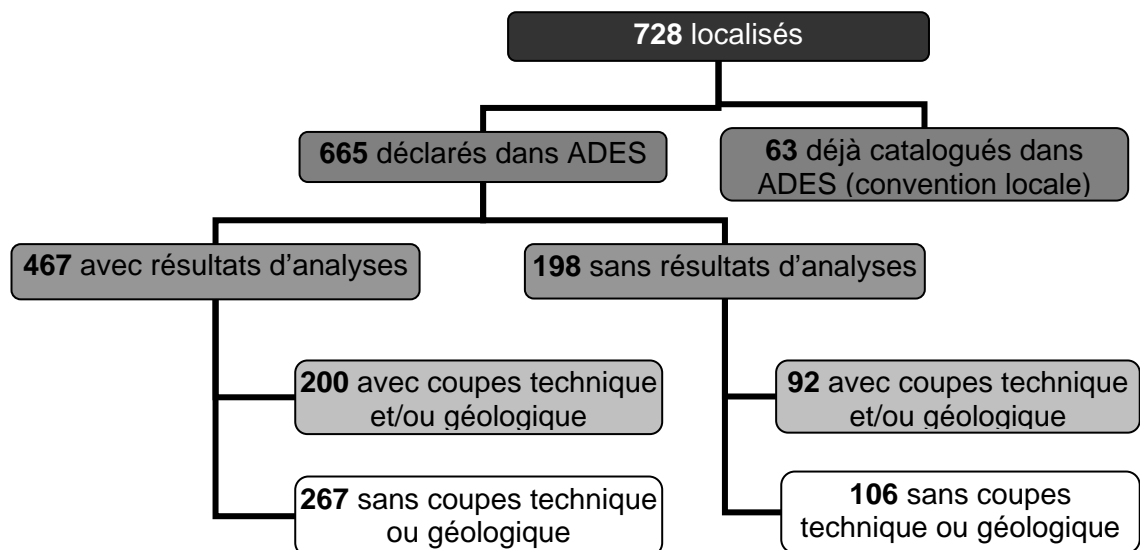 728 localisés
665 déclarés dans ADES
63 déjà catalogués dans
ADES (convention locale)
467 avec résultats d'analyses
198 sans résultats d'analyses
200 avec coupes technique
et/ou géologique
92 avec coupes technique
et/ou géologique
267 sans coupes technique
ou géologique
106 sans coupes
technique ou géologique